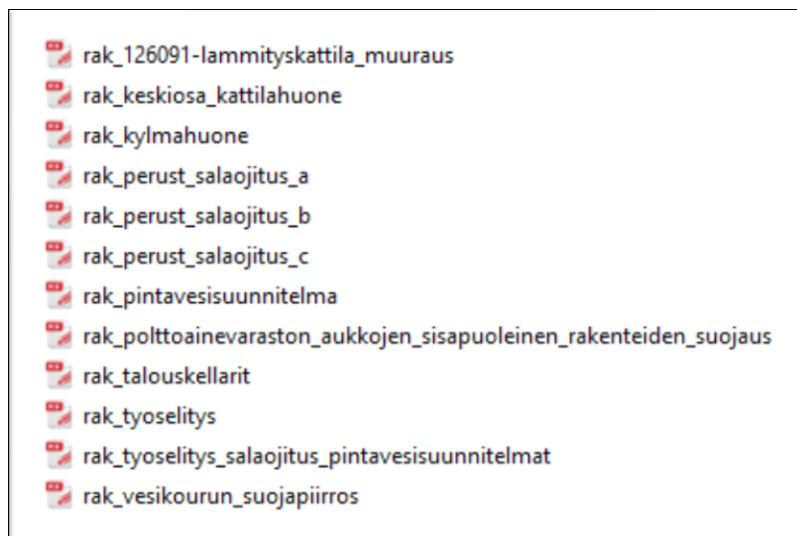 rak_126091-lammityskattila_muuraus
rak_keskiosa_kattilahuone
rak_kylmahuone
rak_perust_salaojitus_a
rak_perust_salaojitus_b
rak_perust_salaojitus_c
rak_pintavesisuunnitelma
rak_polttoainevaraston_aukkojen_sisapuoleinen_rakenteiden_suojaus
rak_talouskellarit
rak_tyoselitys
rak_tyoselitys_salaojitus_pintavesisuunnitelmat
rak_vesikourun_suojapiirros